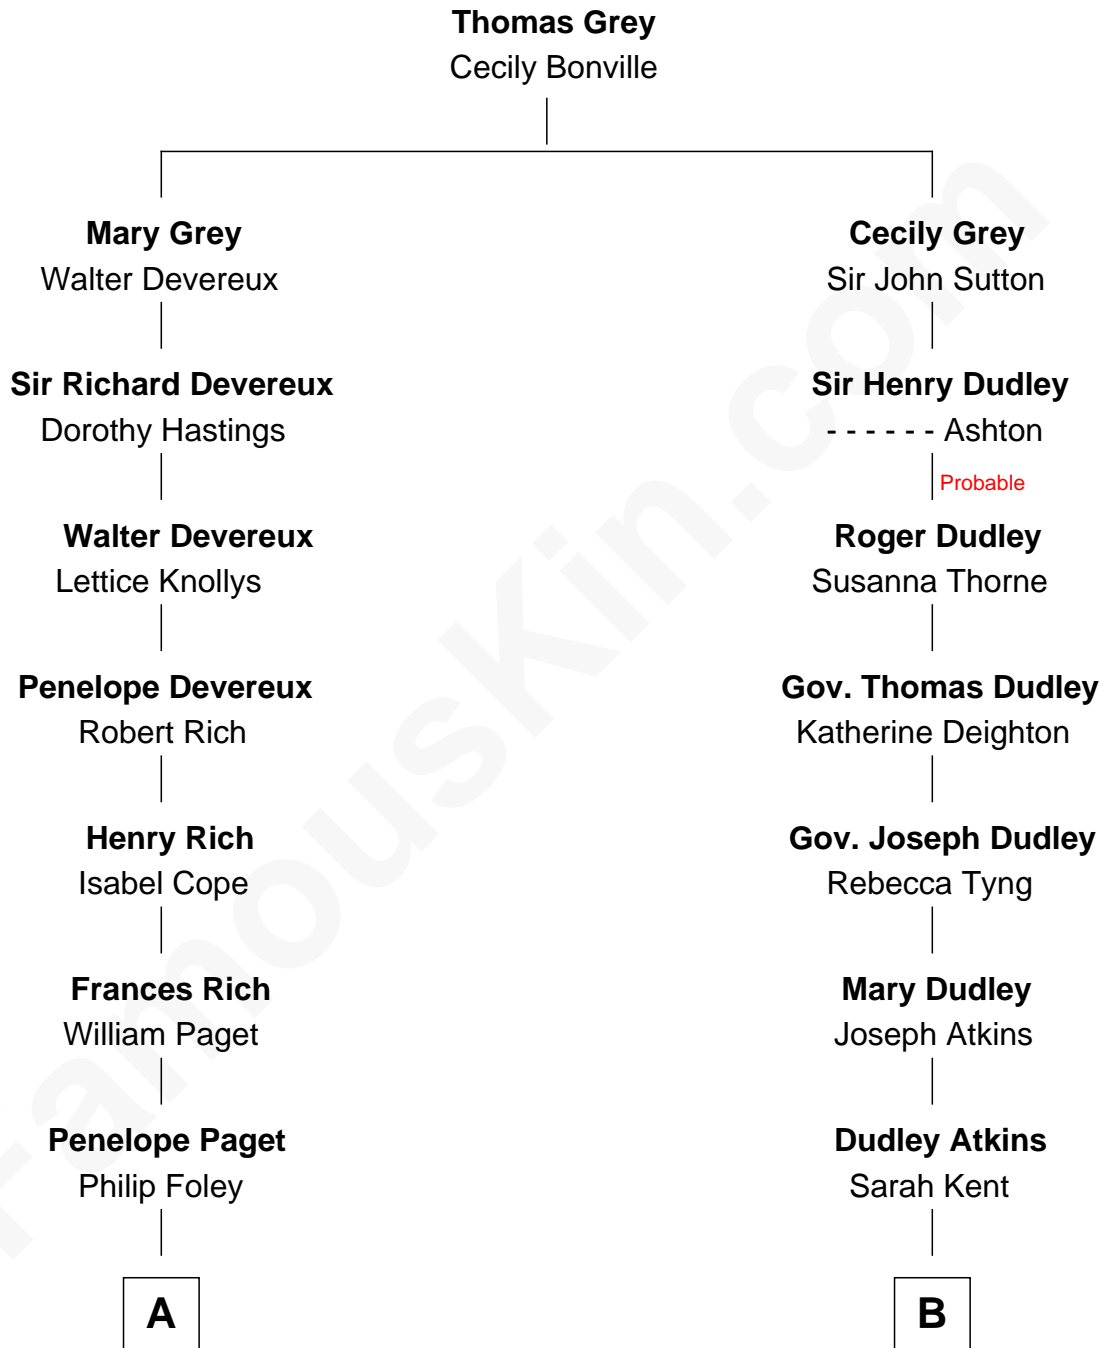 Thomas Grey
Cecily Bonville
Mary Grey
Walter Devereux
Cecily Grey
Sir John Sutton
Sir Richard Devereux
Dorothy Hastings
Sir Henry Dudley
- - - - - - Ashton
Probable
Walter Devereux
Lettice Knollys
Roger Dudley
Susanna Thorne
Penelope Devereux
Robert Rich
Gov. Thomas Dudley
Katherine Deighton
Henry Rich
Isabel Cope
Gov. Joseph Dudley
Rebecca Tyng
Frances Rich
William Paget
Mary Dudley
Joseph Atkins
Penelope Paget
Philip Foley
Dudley Atkins
Sarah Kent
A
B
FamousKin.com